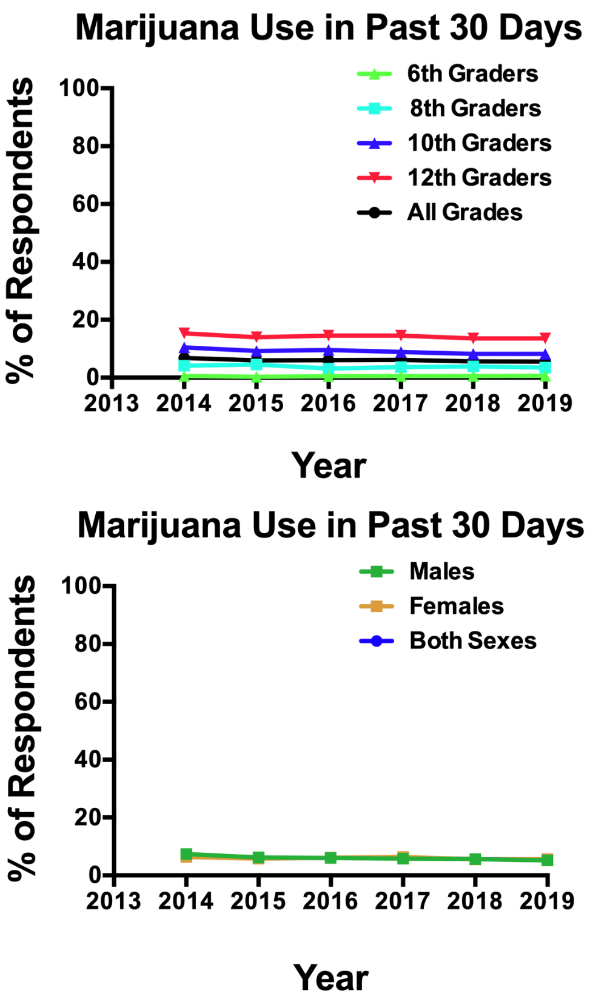 Marijuana Use in Past 30 Days
6th Graders
8th Graders
10th Graders
12th Graders
All Grades
% of Respondents
100
80
60
40
20
0
2013 2014 2015 2016 2017 2018 2019
Year
Marijuana Use in Past 30 Days
Males
Females
Both Sexes
% of Respondents
100
80
60
40
20
0
2013 2014 2015 2016 2017 2018 2019
Year